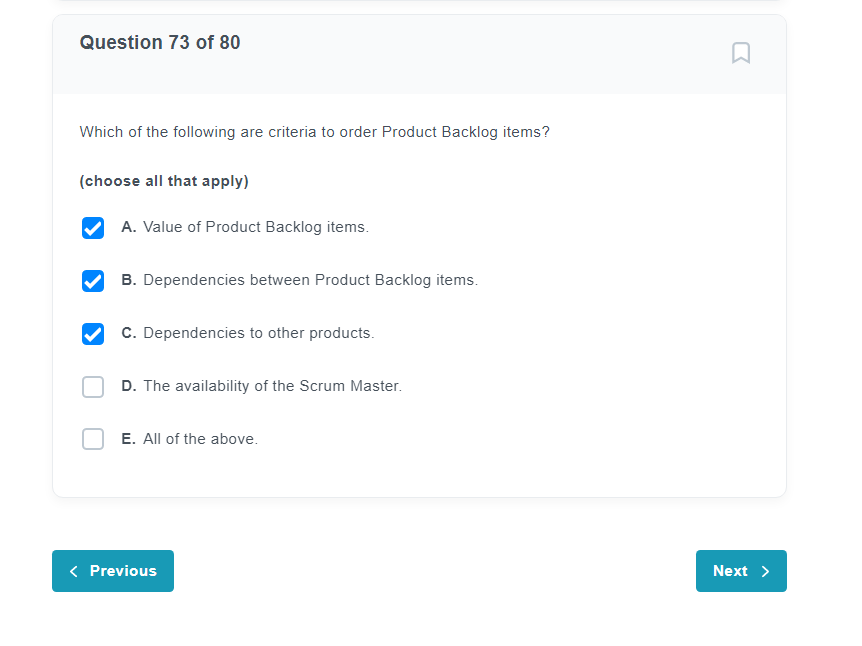 Question 73 of 80
Which of the following are criteria to order Product Backlog items?
(choose all that apply)
A. Value of Product Backlog items.
B. Dependencies between Product Backlog items.
C. Dependencies to other products.
D. The availability of the Scrum Master.
E. All of the above.
Previous
Next